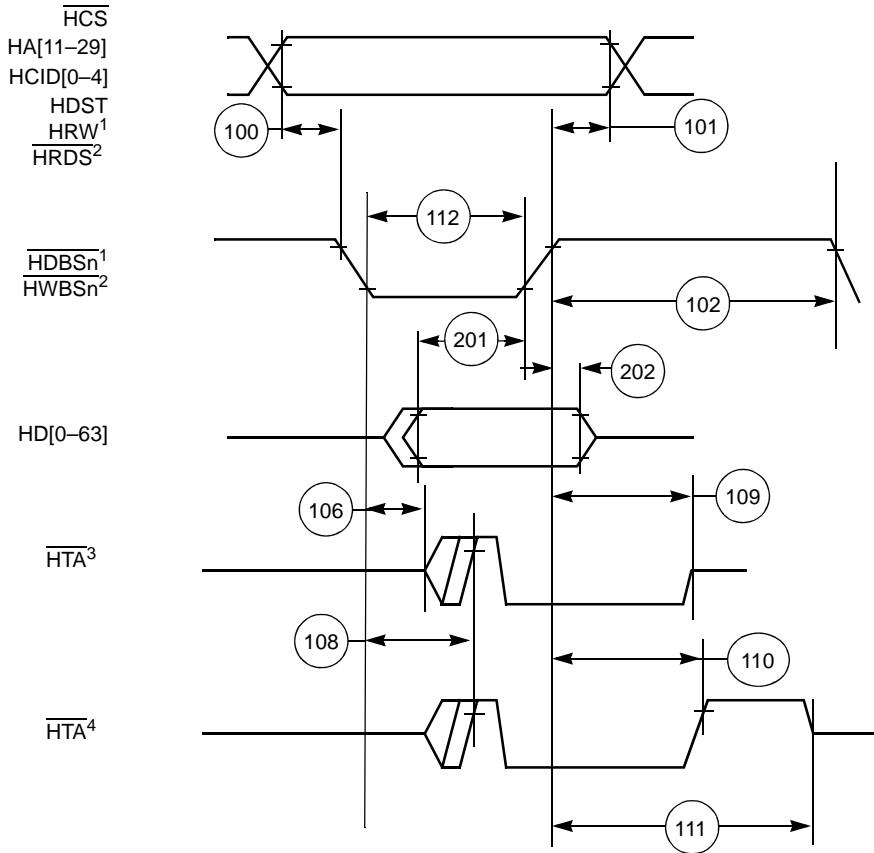 HCS
HA[11–29]
HCID[0–4]
HDST
HRW1
HRDS2
100
101
112
HDBSn1
HWBSn2
102
201
202
HD[0–63]
106
109
HTA3
108
110
HTA4
111